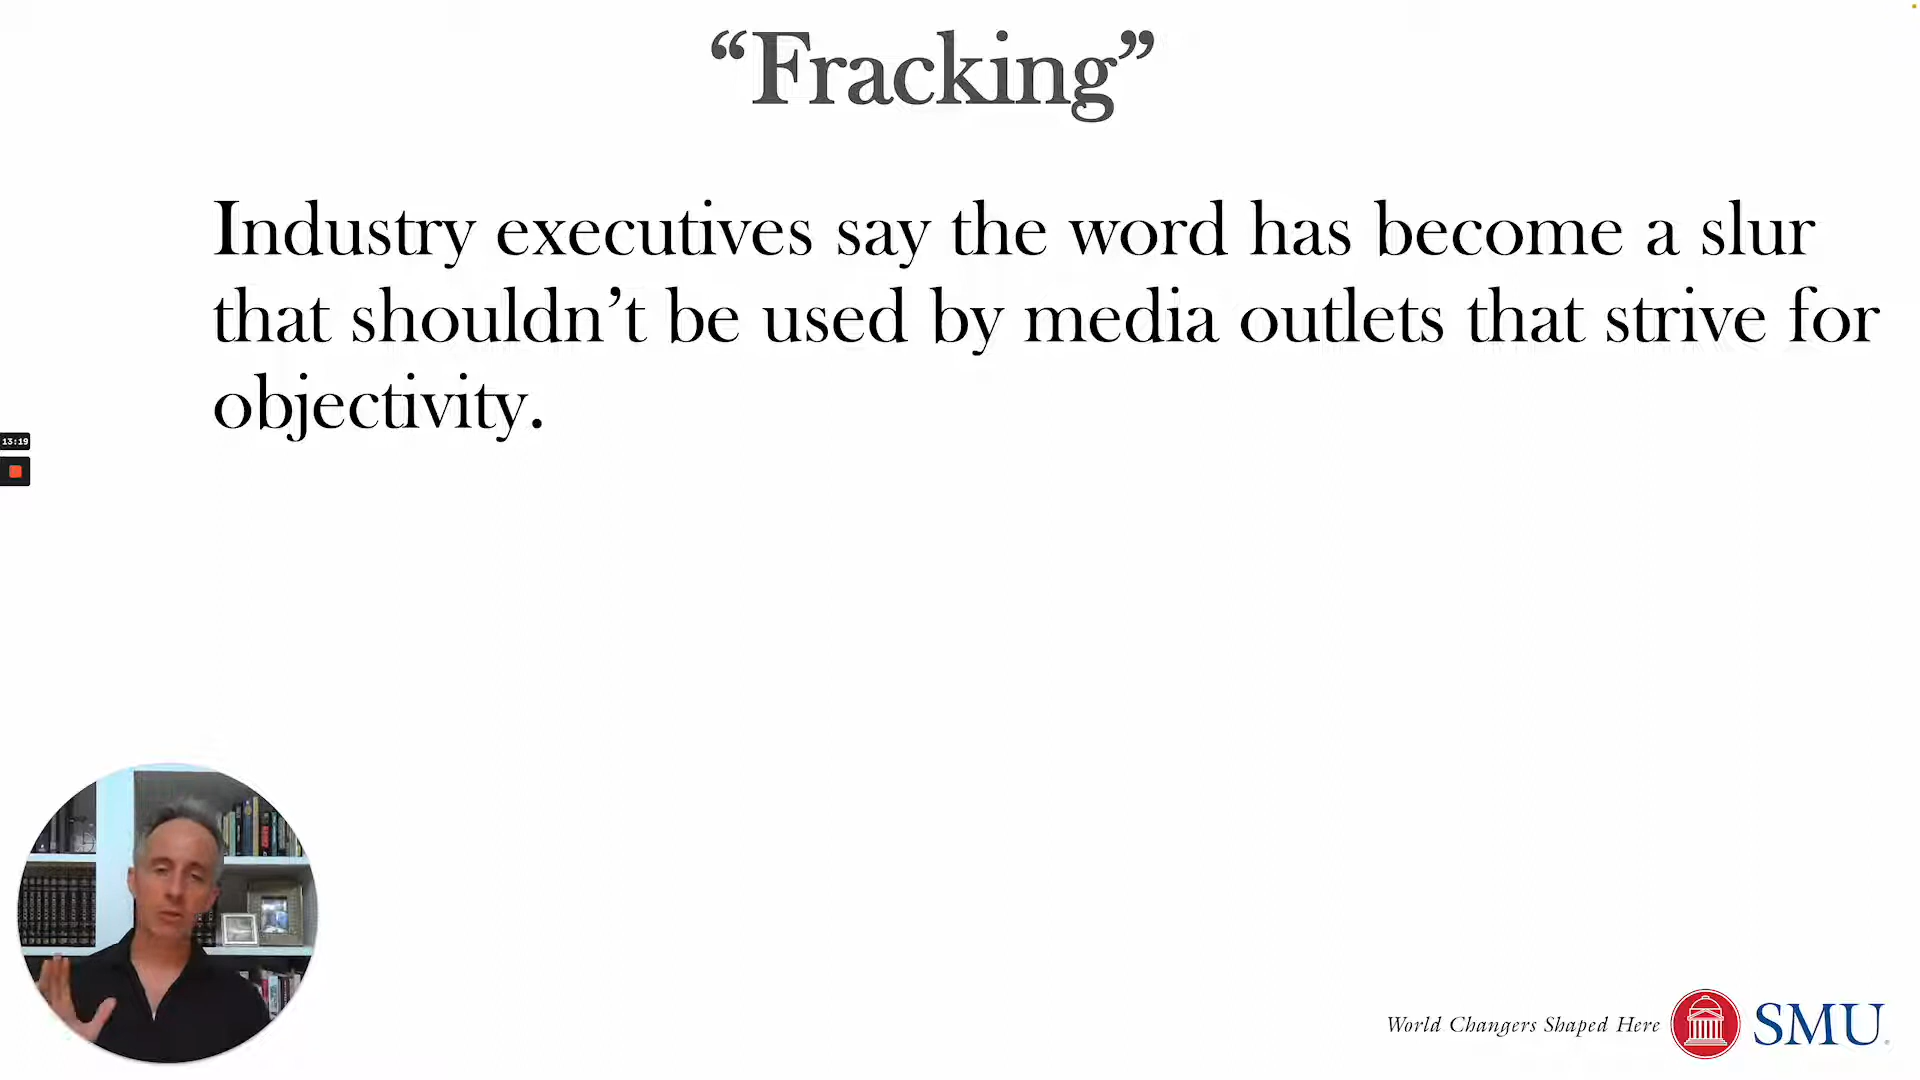 “Fracking”
Industry executives say the word has become a slur
that shouldn’t be used by media outlets that strive for
objectivity.
13:19
World Changers Shaped Here
SMU